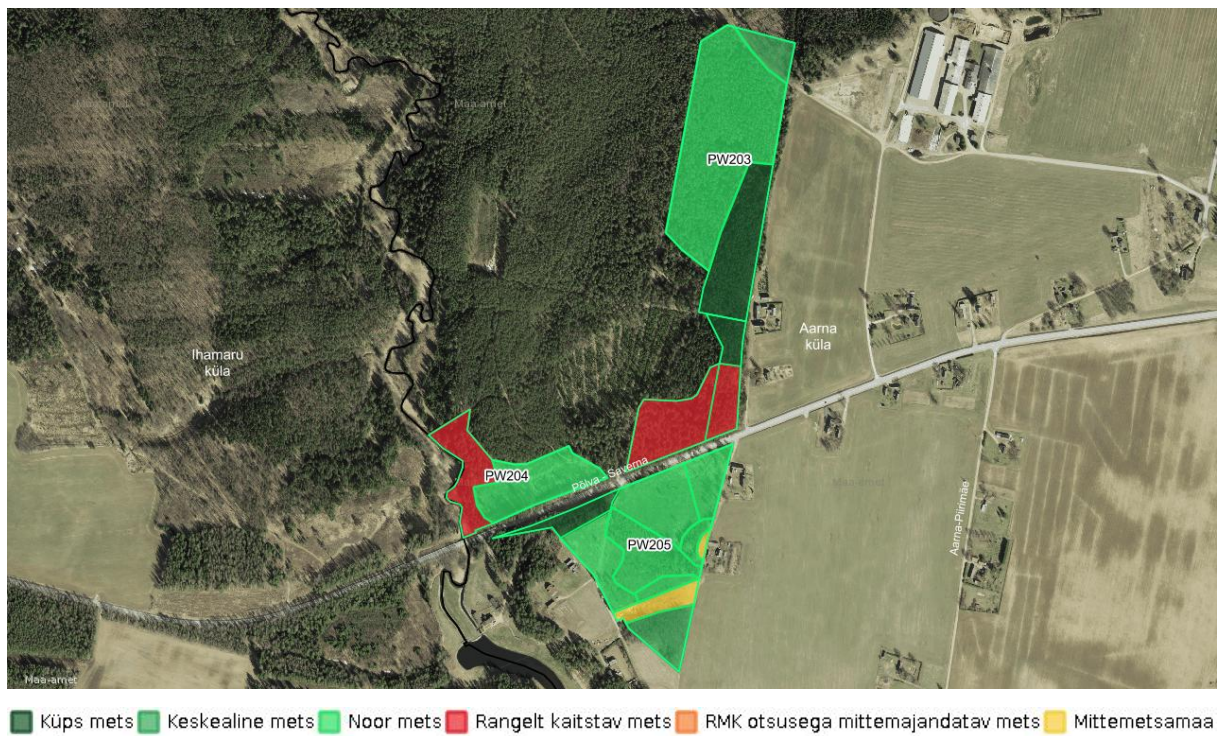 Maa-amet
Maa-amet
PW203
Aarna
küla
Ihamaru
küla
PW204
Põlva - Saverna
Maa-amet
PW205
Aarna-Piirimäe
Maa-amet
Küps mets Keskealine mets Noor mets Rangelt kaitstav mets RMK otsusega mittemajandatav mets Mittemetsamaa